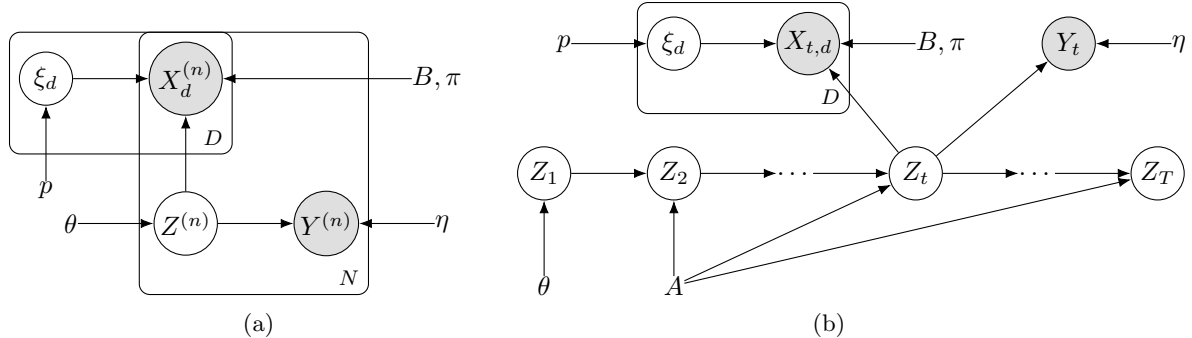 ξ_d
X_d^{(n)}
B, π
D
p
θ
Z^{(n)}
Y^{(n)}
η
N
(a)
p
ξ_d
X_{t,d}
B, π
Y_t
η
D
Z_1
Z_2
···
Z_t
···
Z_T
θ
A
(b)